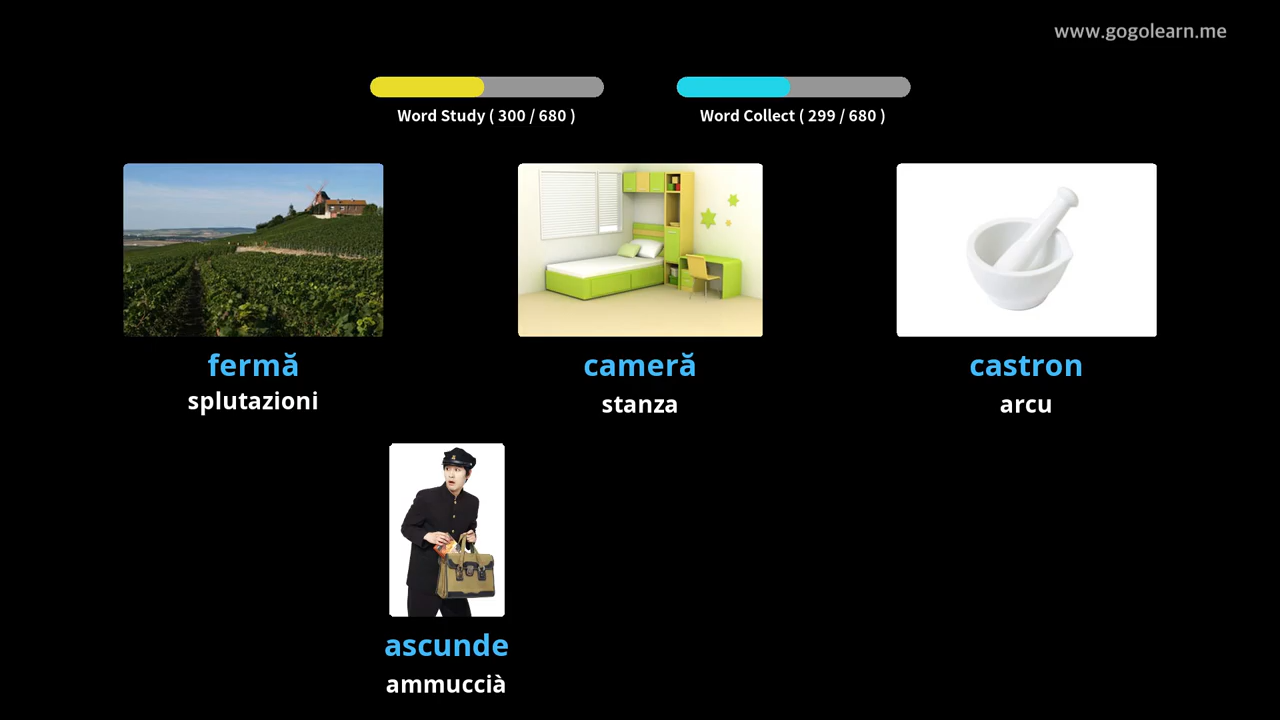 www.gogolearn.me
Word Study ( 300 / 680 )
Word Collect ( 299 / 680 )
fermă
cameră
castron
splutazioni
stanza
arcu
ascunde
ammuccià